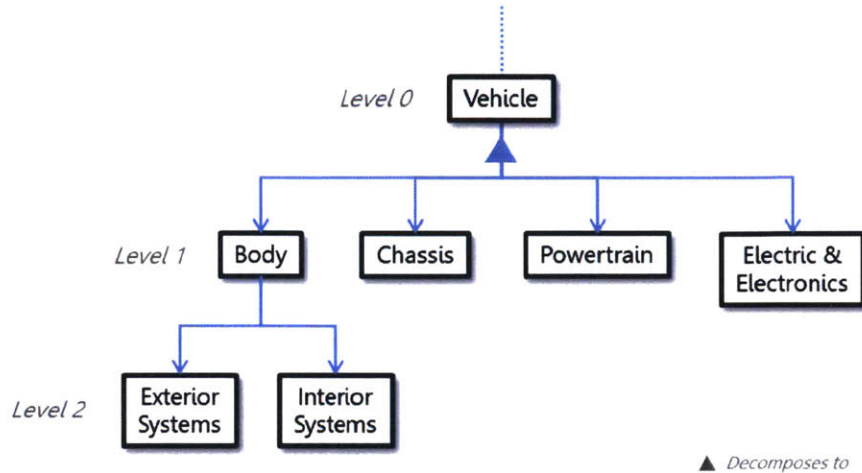 Level 0
Vehicle
Level 1
Body
Chassis
Powertrain
Electric &
Electronics
Level 2
Exterior
Systems
Interior
Systems
▲ Decomposes to